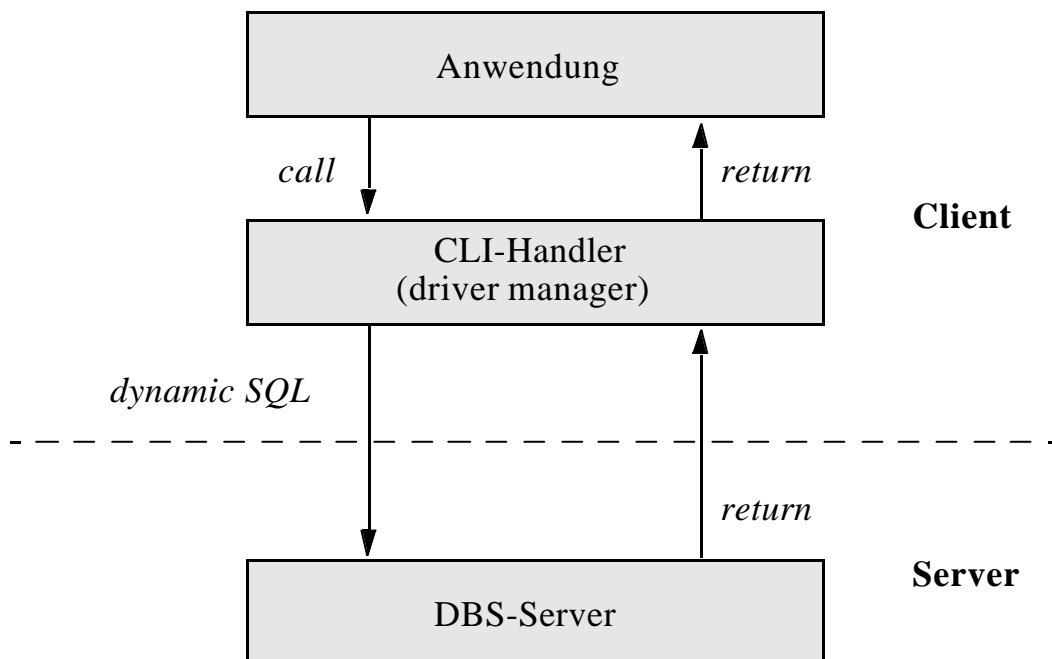 Anwendung
call
return
Client
CLI-Handler
(driver manager)
dynamic SQL
return
Server
DBS-Server